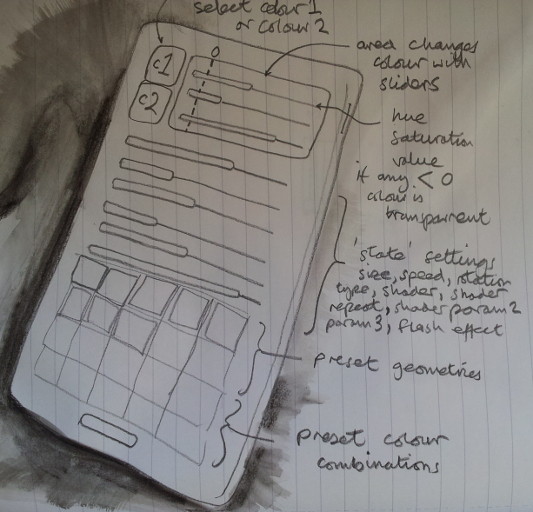 select colour 1
or colour 2
c1
c2
0
area changes
colour with
sliders
hue
saturation
value
if any < 0
colour is
transparent
'state' settings
size, speed, rotation
type, shader, shader
repeat, shader param 2
param 3, flash effect
preset geometries
preset colour
combinations